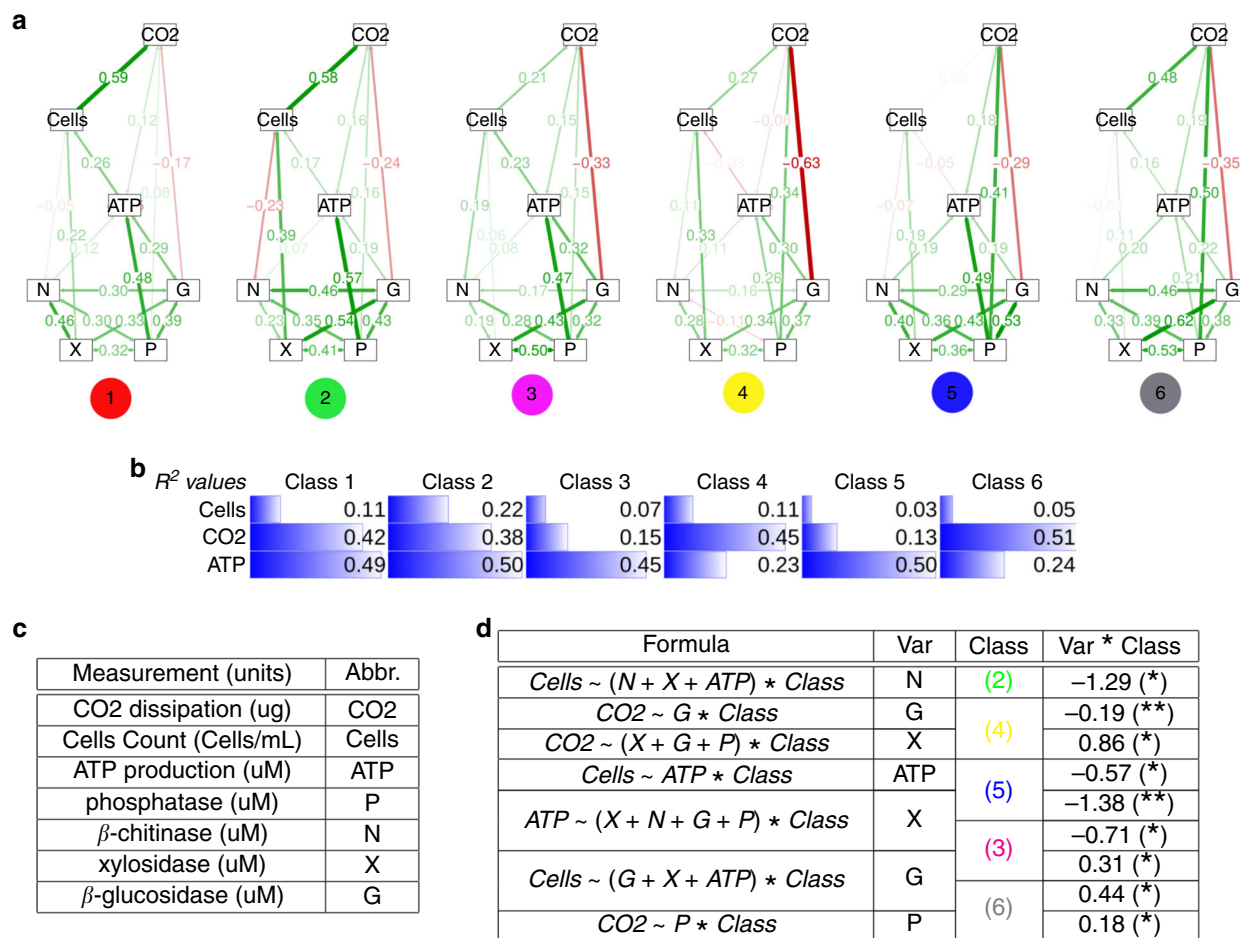 a
CO2 CO2 CO2 CO2 CO2 CO2
0.59 0.58 0.21 0.27 0.02 0.48
Cells Cells Cells Cells Cells Cells
0.12 0.16 0.15 −0.08 0.18 0.19
0.26 −0.17 0.17 −0.24 0.23 −0.33 −0.03 −0.63 −0.05 −0.29 0.16 −0.35
0.08 0.16 0.15 0.34 0.41 0.50
ATP ATP ATP ATP ATP ATP
−0.05 −0.23 0.19 0.11 −0.07 −0.03
0.22 0.39 0.06 0.33 0.19 0.11
0.12 0.29 0.07 0.19 0.08 0.32 0.11 0.30 0.19 0.19 0.20 0.22
0.48 0.57 0.47 0.26 0.49 0.21
N 0.30 G N 0.46 G N 0.17 G N 0.16 G N 0.29 G N 0.46 G
0.46 0.30 0.33 0.39 0.23 0.35 0.54 0.43 0.19 0.28 0.43 0.32 0.28 −0.11 0.34 0.37 0.40 0.36 0.43 0.53 0.33 0.39 0.62 0.38
X 0.32 P X 0.41 P X 0.50 P X 0.32 P X 0.36 P X 0.53 P
1 2 3 4 5 6
b
R² values Class 1 Class 2 Class 3 Class 4 Class 5 Class 6
Cells 0.11 0.22 0.07 0.11 0.03 0.05
CO2 0.42 0.38 0.15 0.45 0.13 0.51
ATP 0.49 0.50 0.45 0.23 0.50 0.24
c
Measurement (units) Abbr.
CO2 dissipation (ug) CO2
Cells Count (Cells/mL) Cells
ATP production (uM) ATP
phosphatase (uM) P
β-chitinase (uM) N
xylosidase (uM) X
β-glucosidase (uM) G
d
Formula Var Class Var * Class
Cells ~ (N + X + ATP) * Class N (2) −1.29 (*)
CO2 ~ G * Class G (4) −0.19 (**)
CO2 ~ (X + G + P) * Class X 0.86 (*)
Cells ~ ATP * Class ATP (5) −0.57 (*)
ATP ~ (X + N + G + P) * Class X −1.38 (**)
(3) −0.71 (*)
Cells ~ (G + X + ATP) * Class G 0.31 (*)
(6) 0.44 (*)
CO2 ~ P * Class P 0.18 (*)